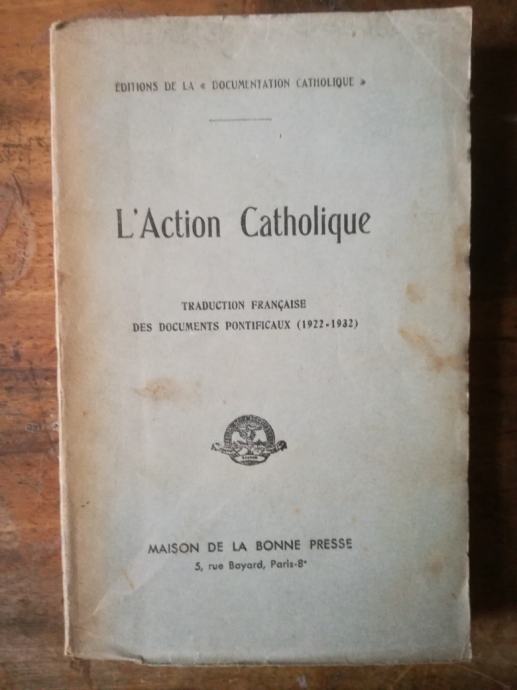 ÉDITIONS DE LA « DOCUMENTATION CATHOLIQUE »
L'Action Catholique
TRADUCTION FRANÇAISE
DES DOCUMENTS PONTIFICAUX (1922-1932)
MAISON DE LA BONNE PRESSE
5, rue Bayard, Paris-8ᵉ